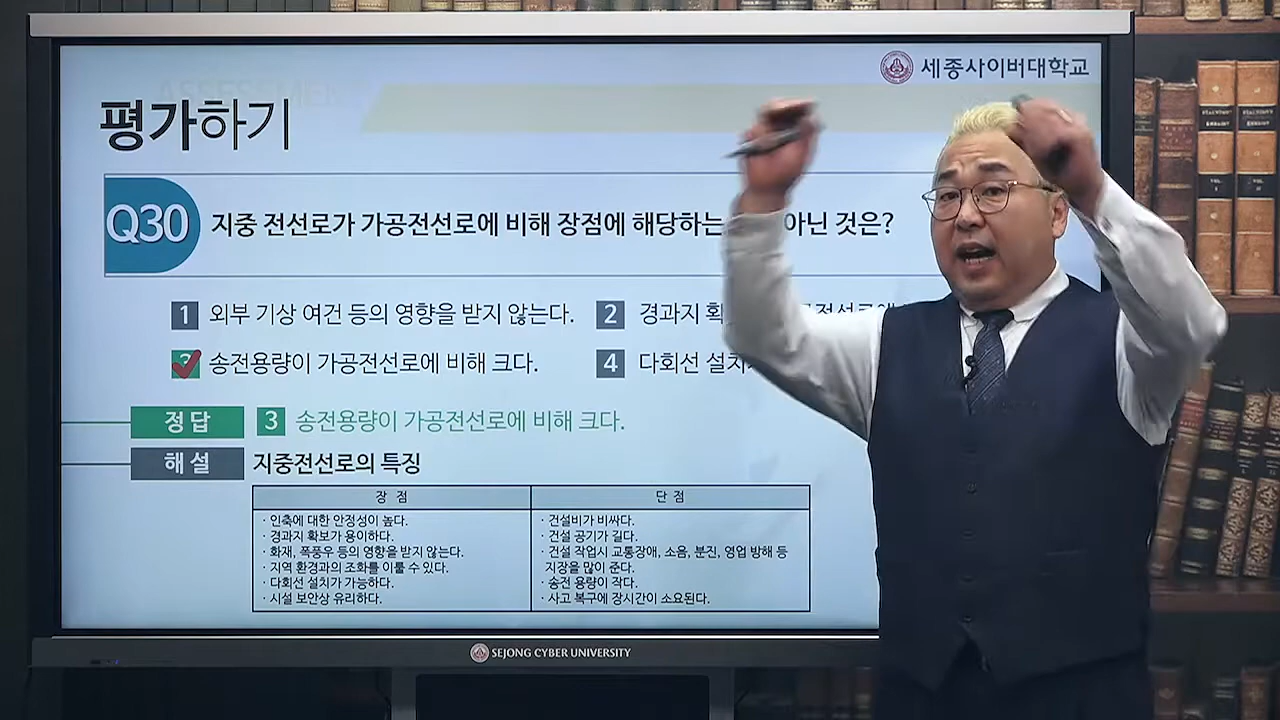 세종사이버대학교
평가하기
Q30 지중 전선로가 가공전선로에 비해 장점에 해당하는 아닌 것은?
1 외부 기상 여건 등의 영향을 받지 않는다.
2 경과지
3 송전용량이 가공전선로에 비해 크다.
4 다회선
정답 3 송전용량이 가공전선로에 비해 크다.
해설 지중전선로의 특징
장 점
· 인축에 대한 안정성이 높다.
· 경과지 확보가 용이하다.
· 화재, 폭풍우 등의 영향을 받지 않는다.
· 지역 환경과의 조화를 이룰 수 있다.
· 다회선 설치가 가능하다.
· 시설 보안상 유리하다.
단 점
· 건설비가 비싸다.
· 건설 공기가 길다.
· 건설 작업시 교통장애, 소음, 분진, 영업 방해 등
지장을 많이 준다.
· 송전 용량이 작다.
· 사고 복구에 장시간이 소요된다.
SEJONG CYBER UNIVERSITY